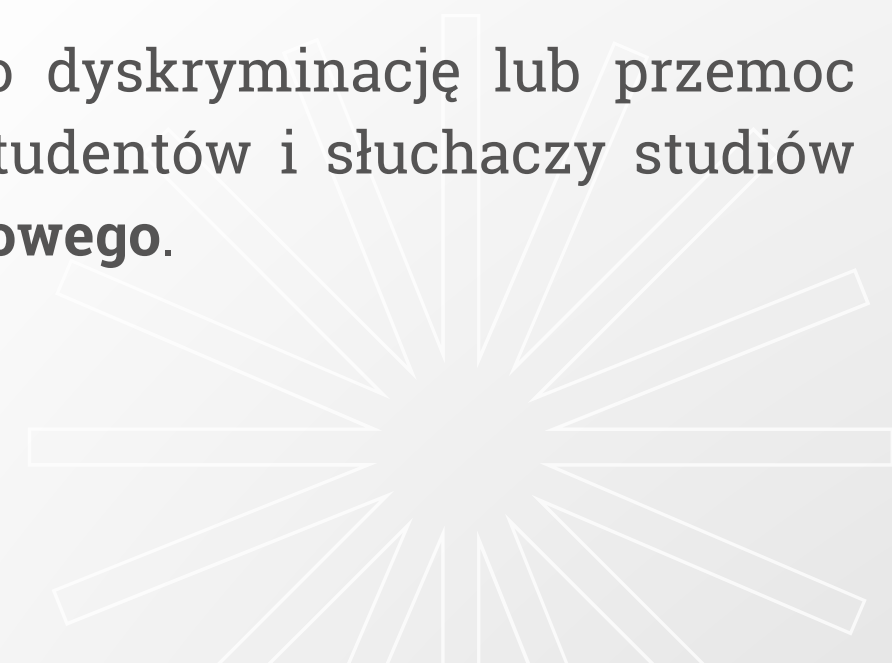 o dyskryminację lub przemoc
tudentów i słuchaczy studiów
owego.